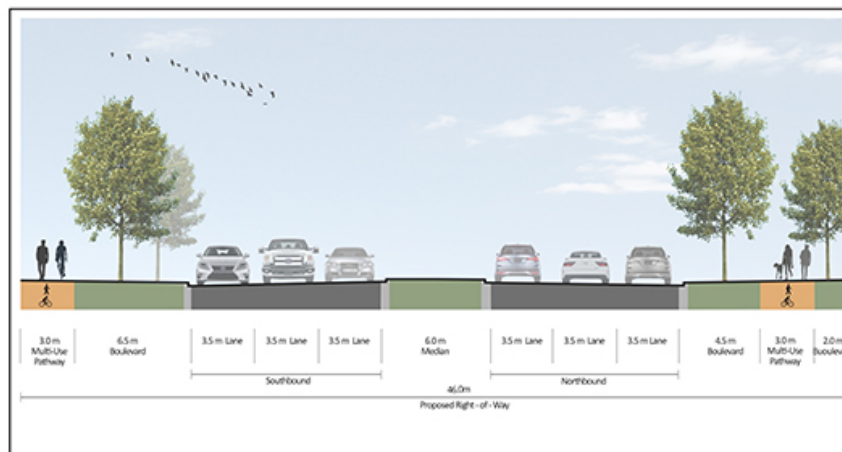 3.0 m
Multi-Use
Pathway
6.5 m
Boulevard
3.5 m Lane
3.5 m Lane
3.5 m Lane
6.0 m
Median
3.5 m Lane
3.5 m Lane
3.5 m Lane
4.5 m
Boulevard
3.0 m
Multi-Use
Pathway
2.0 m
Southbound
Northbound
46.0m
Proposed Right - of - Way